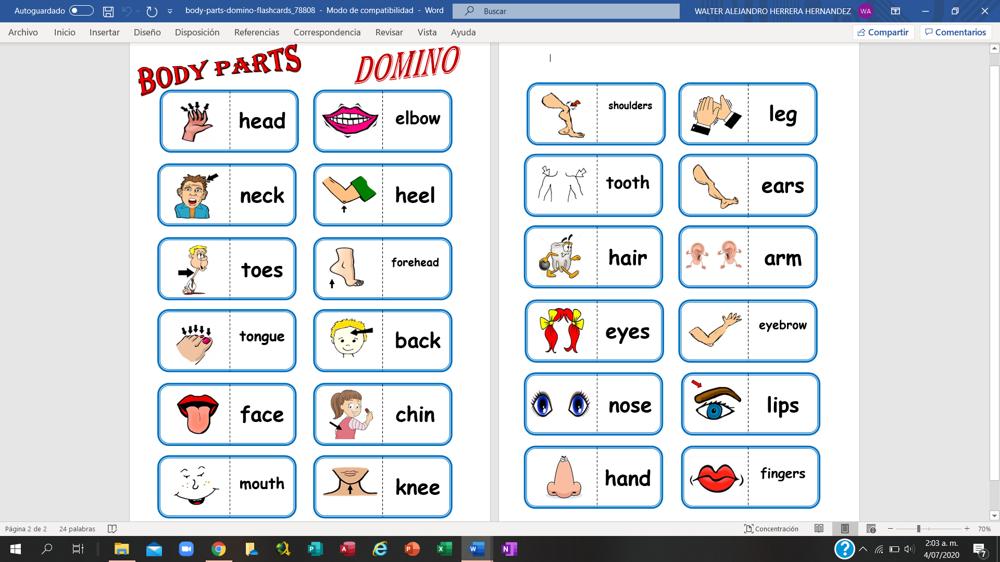 Autoguardado
body-parts-domino-flashcards_78808 - Modo de compatibilidad - Word
Buscar
WALTER ALEJANDRO HERRERA HERNANDEZ WA
Archivo Inicio Insertar Diseño Disposición Referencias Correspondencia Revisar Vista Ayuda
Compartir Comentarios
BODY PARTS DOMINO
head elbow
neck heel
toes forehead
tongue back
face chin
mouth knee
shoulders leg
tooth ears
hair arm
eyes eyebrow
nose lips
hand fingers
Página 2 de 2 24 palabras
Concentración 70%
2:03 a. m.
4/07/2020
7